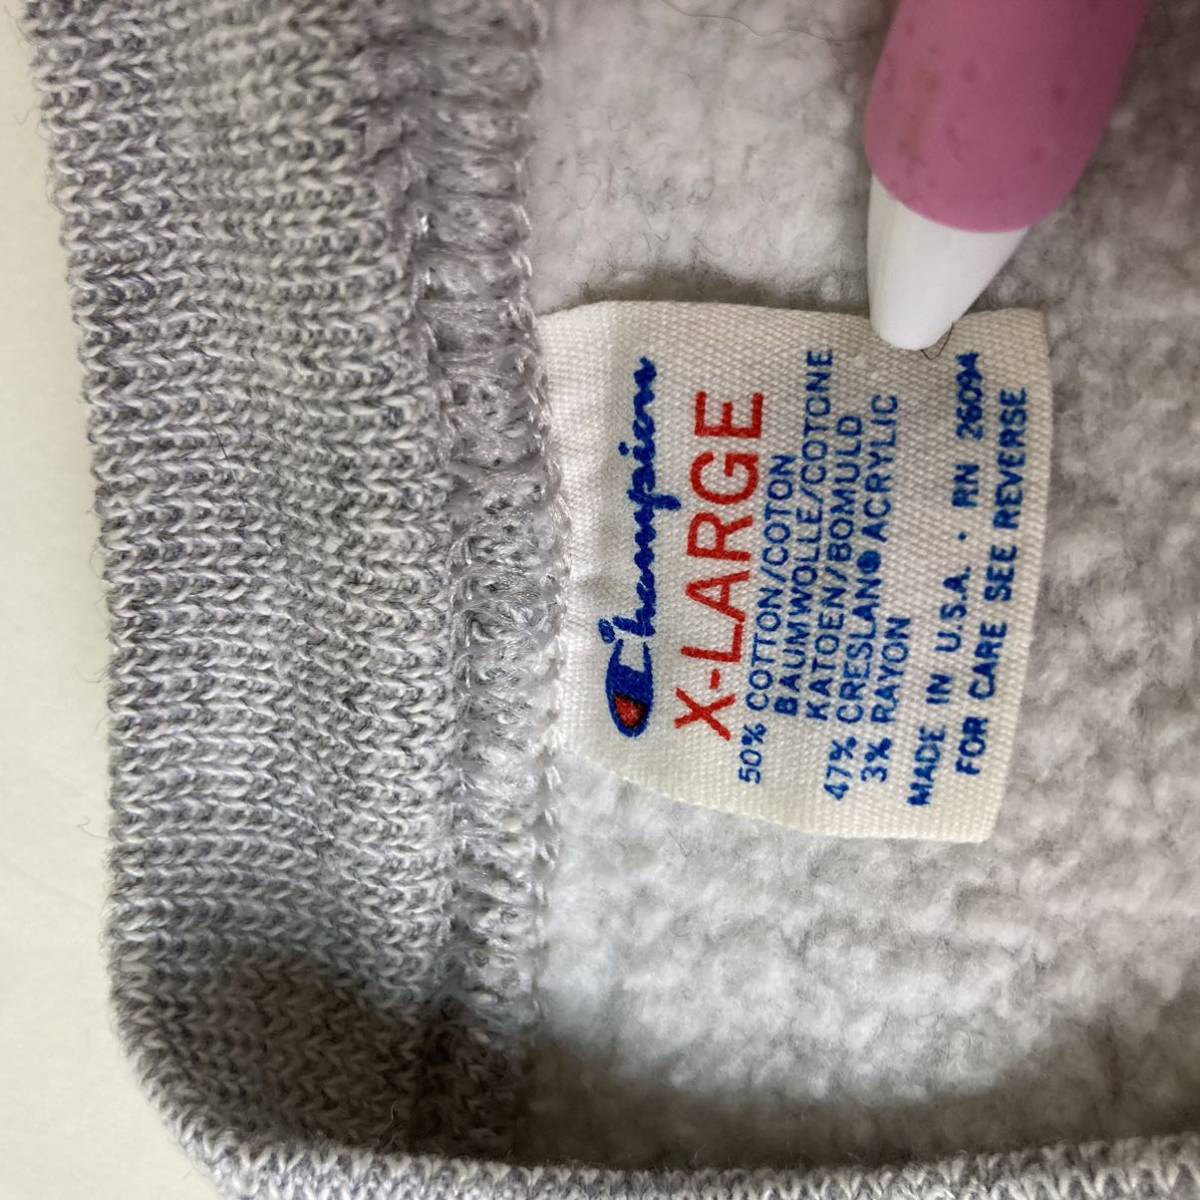 Champion
X-LARGE
50% COTTON/COTON
BAUMWOLLE/COTONE
KATOEN/BOMULD
47% CRESLAN® ACRYLIC
3% RAYON
MADE IN U.S.A. · RN 26094
FOR CARE SEE REVERSE